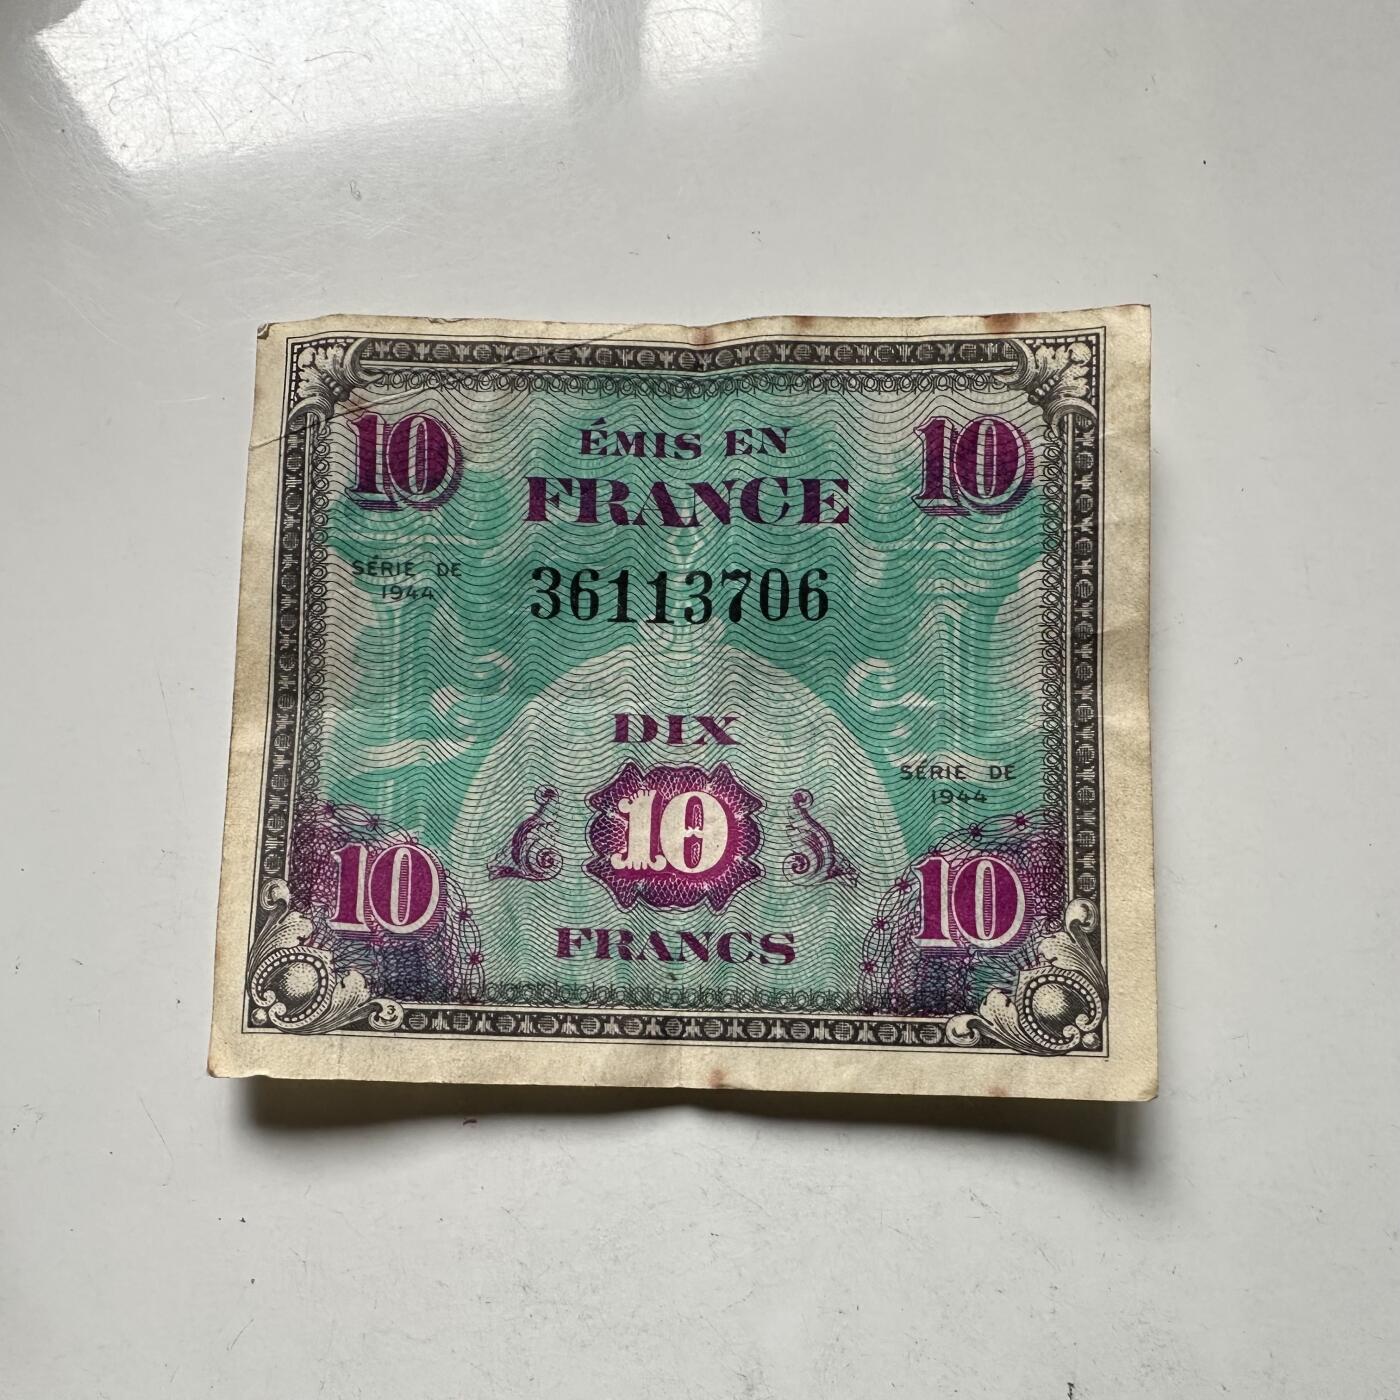 10 ÉMIS EN 10
FRANCE
SÉRIE DE
1944
36113706
DIX
SÉRIE DE
1944
10 10 10
FRANCS